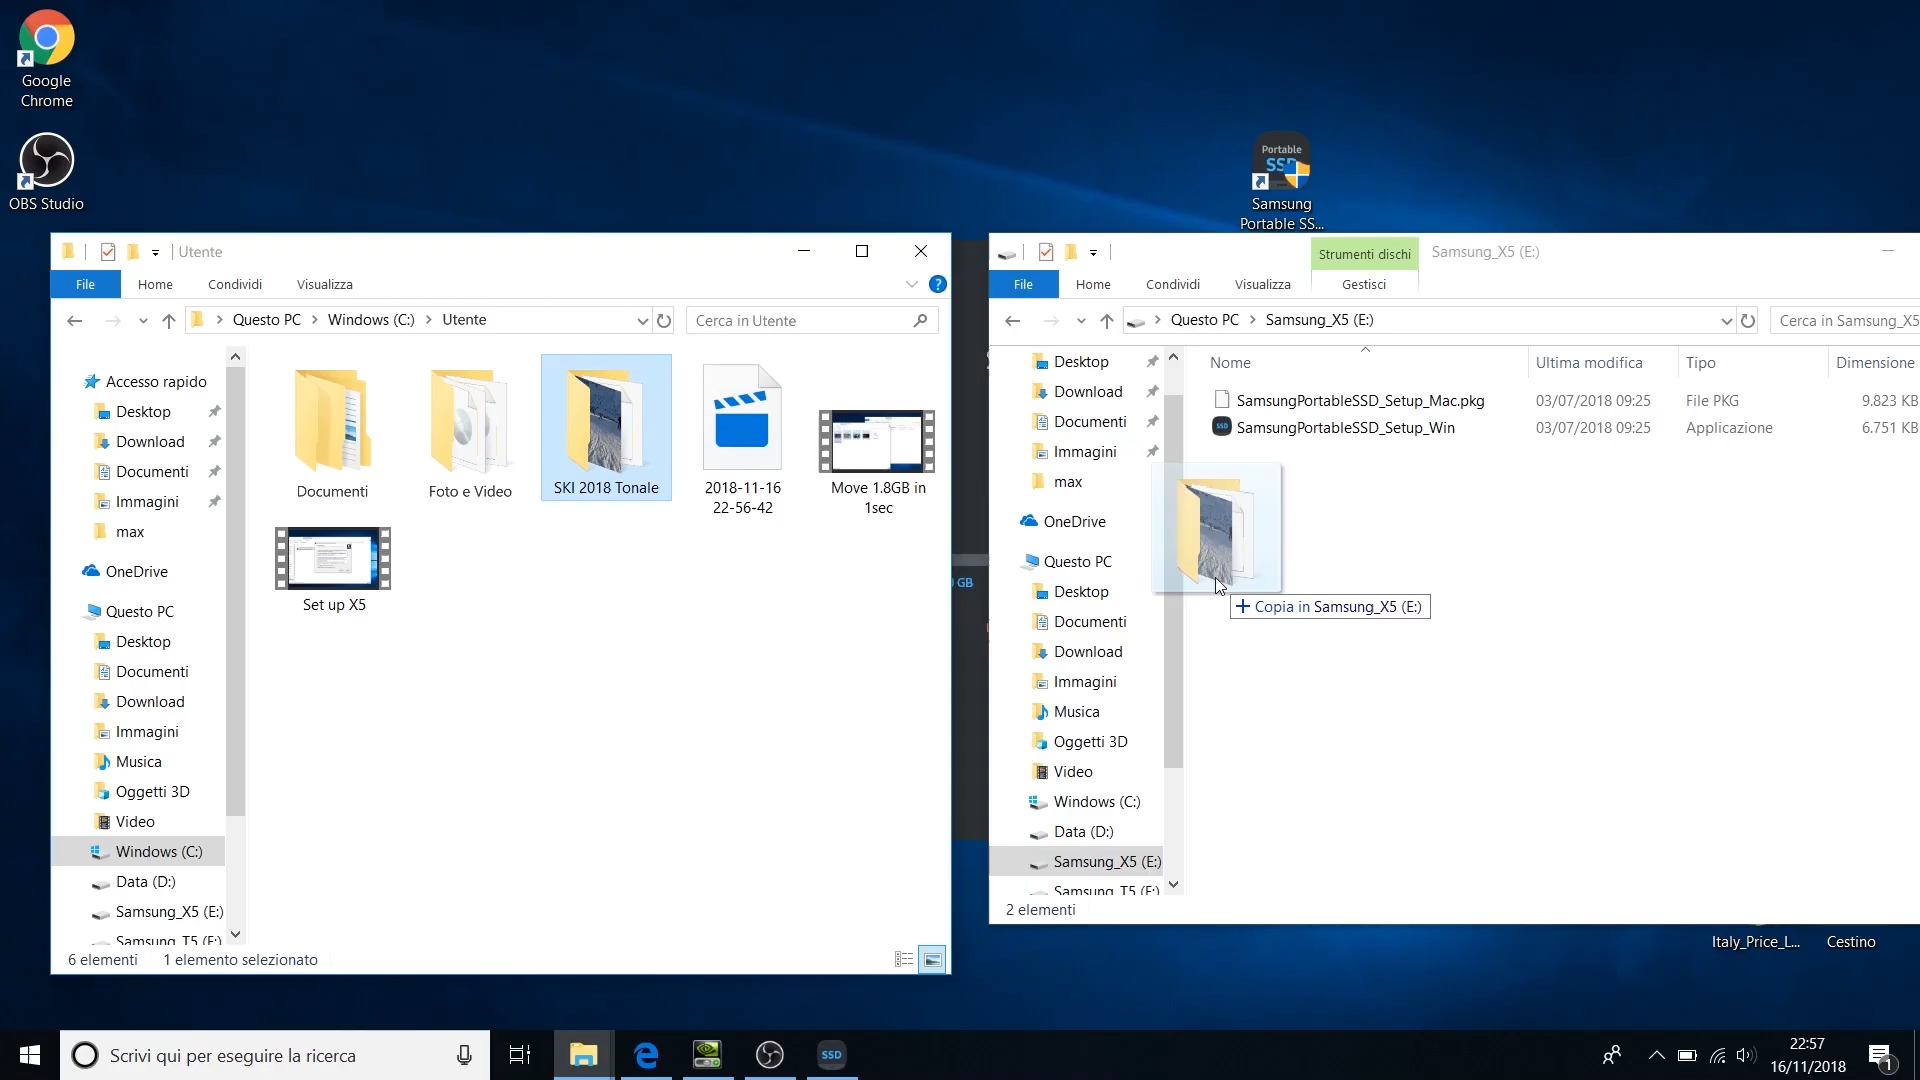 Google
Chrome
OBS Studio
Portable
SSD
Samsung
Portable SS...
Utente
File
Home
Condividi
Visualizza
Questo PC
Windows (C:)
Utente
Cerca in Utente
Accesso rapido
Desktop
Download
Documenti
Immagini
max
OneDrive
Questo PC
Desktop
Documenti
Download
Immagini
Musica
Oggetti 3D
Video
Windows (C:)
Data (D:)
Samsung_X5 (E:)
Samsung_T5 (F:)
Documenti
Foto e Video
SKI 2018 Tonale
2018-11-16
22-56-42
Move 1.8GB in
1sec
Set up X5
6 elementi
1 elemento selezionato
GB
Strumenti dischi
Samsung_X5 (E:)
File
Home
Condividi
Visualizza
Gestisci
Questo PC
Samsung_X5 (E:)
Cerca in Samsung_X5
Desktop
Download
Documenti
Immagini
max
OneDrive
Questo PC
Desktop
Documenti
Download
Immagini
Musica
Oggetti 3D
Video
Windows (C:)
Data (D:)
Samsung_X5 (E:)
Samsung_T5 (F:)
Nome
Ultima modifica
Tipo
Dimensione
SamsungPortableSSD_Setup_Mac.pkg
03/07/2018 09:25
File PKG
9.823 KB
SamsungPortableSSD_Setup_Win
03/07/2018 09:25
Applicazione
6.751 KB
Copia in Samsung_X5 (E:)
2 elementi
Italy_Price_L...
Cestino
Scrivi qui per eseguire la ricerca
SSD
22:57
16/11/2018
1